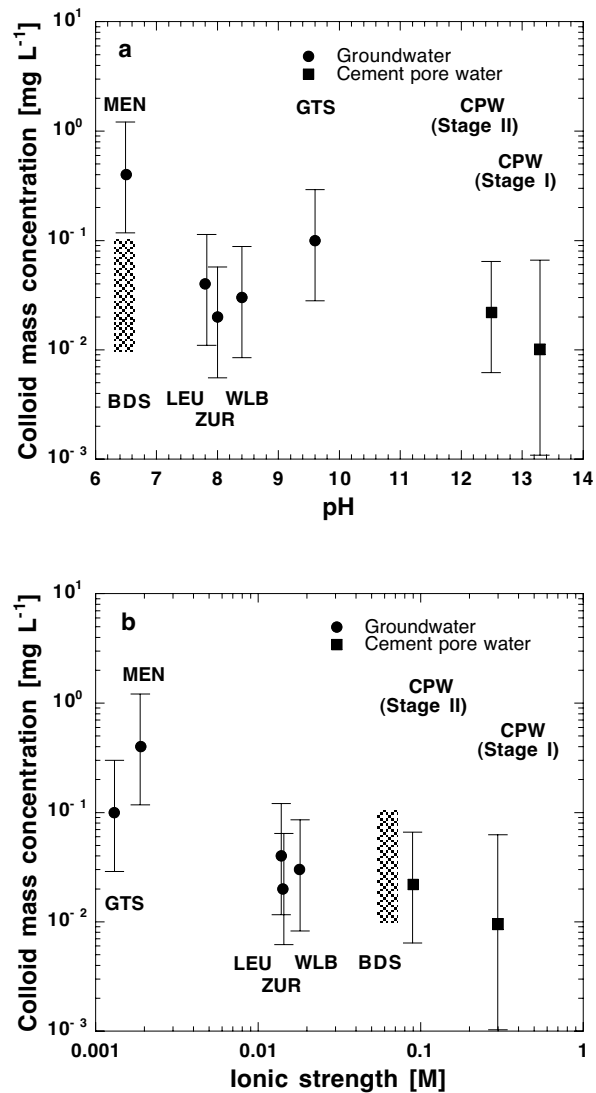 a
Groundwater
Cement pore water
MEN
GTS
CPW
(Stage II)
CPW
(Stage I)
BDS
LEU
WLB
ZUR
10¹
10⁰
10⁻¹
10⁻²
10⁻³
Colloid mass concentration [mg L⁻¹]
6 7 8 9 10 11 12 13 14
pH
b
Groundwater
Cement pore water
MEN
CPW
(Stage II)
CPW
(Stage I)
GTS
LEU
WLB
BDS
ZUR
10¹
10⁰
10⁻¹
10⁻²
10⁻³
Colloid mass concentration [mg L⁻¹]
0.001 0.01 0.1 1
Ionic strength [M]